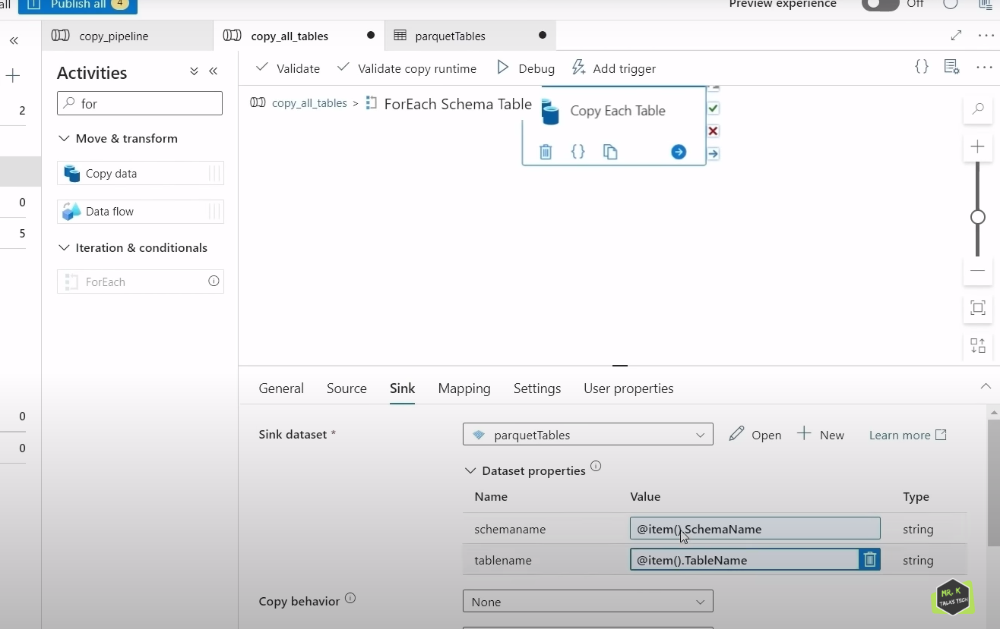 all
Publish all
4
Preview experience
Off
copy_pipeline
copy_all_tables
parquetTables
Activities
for
Validate
Validate copy runtime
Debug
Add trigger
copy_all_tables > ForEach Schema Table
Copy Each Table
2
Move & transform
Copy data
0
Data flow
5
Iteration & conditionals
ForEach
General
Source
Sink
Mapping
Settings
User properties
0
Sink dataset *
parquetTables
Open
New
Learn more
0
Dataset properties
Name
Value
Type
schemaname
@item().SchemaName
string
tablename
@item().TableName
string
Copy behavior
None
MR. K
TALKS TECH